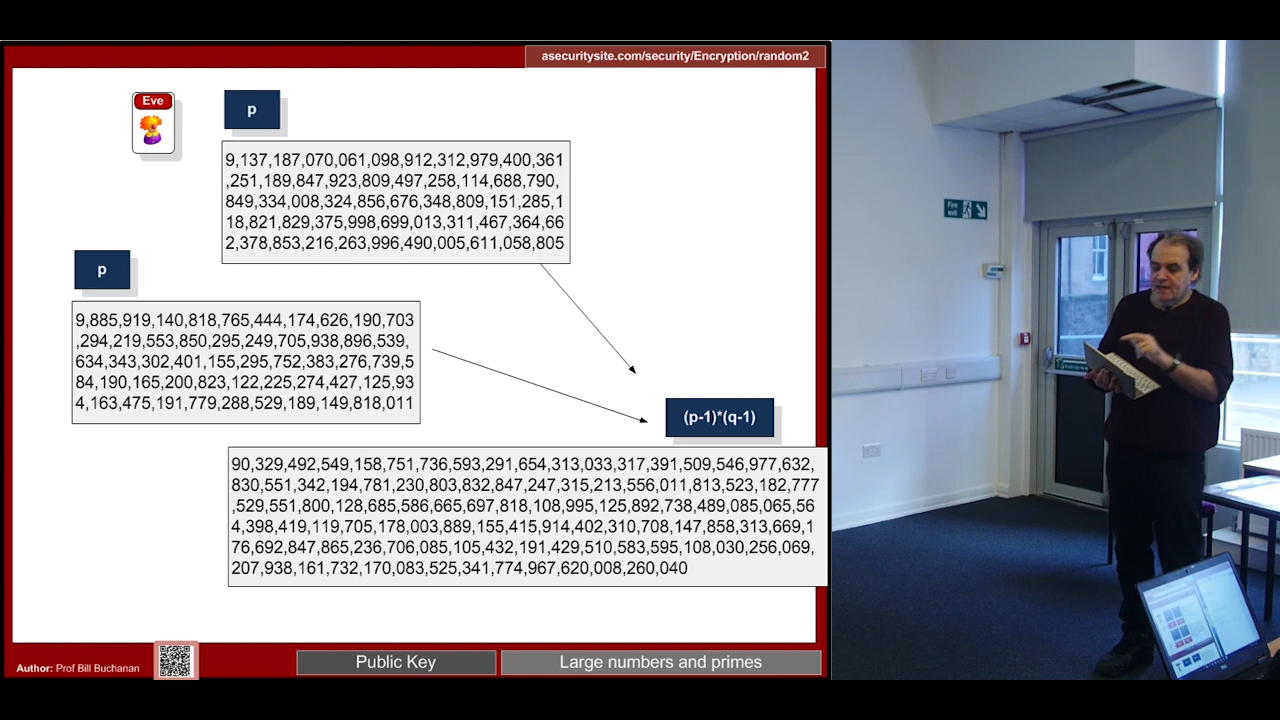 asecuritysite.com/security/Encryption/random2
Eve
p
9,137,187,070,061,098,912,312,979,400,361
,251,189,847,923,809,497,258,114,688,790,
849,334,008,324,856,676,348,809,151,285,1
18,821,829,375,998,699,013,311,467,364,66
2,378,853,216,263,996,490,005,611,058,805
p
9,885,919,140,818,765,444,174,626,190,703
,294,219,553,850,295,249,705,938,896,539,
634,343,302,401,155,295,752,383,276,739,5
84,190,165,200,823,122,225,274,427,125,93
4,163,475,191,779,288,529,189,149,818,011
(p-1)*(q-1)
90,329,492,549,158,751,736,593,291,654,313,033,317,391,509,546,977,632,
830,551,342,194,781,230,803,832,847,247,315,213,556,011,813,523,182,777
,529,551,800,128,685,586,665,697,818,108,995,125,892,738,489,085,065,56
4,398,419,119,705,178,003,889,155,415,914,402,310,708,147,858,313,669,1
76,692,847,865,236,706,085,105,432,191,429,510,583,595,108,030,256,069,
207,938,161,732,170,083,525,341,774,967,620,008,260,040
Fire
exit
Author: Prof Bill Buchanan
Public Key
Large numbers and primes